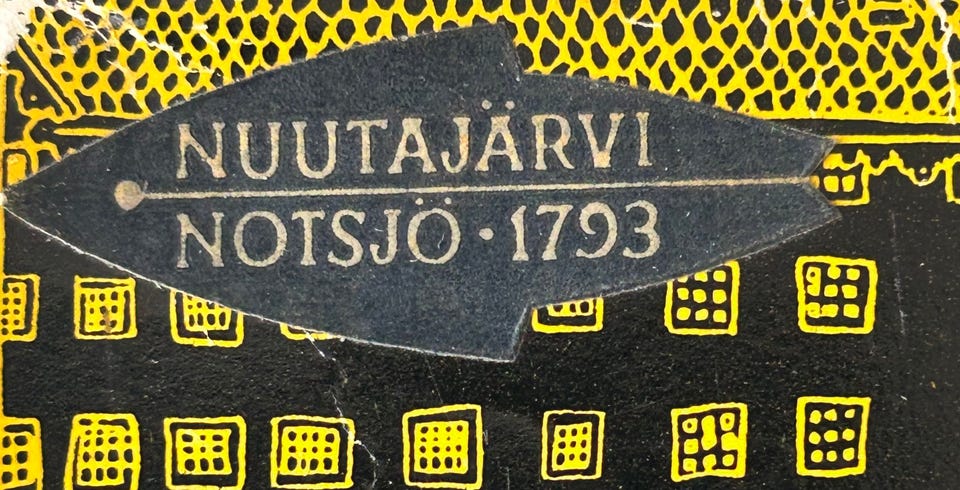 NUUTAJÄRVI
NOTSJÖ · 1793